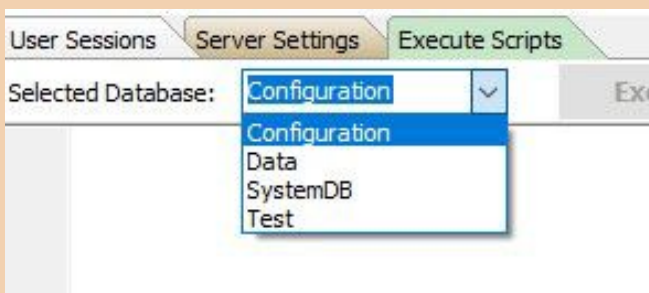 User Sessions Server Settings Execute Scripts
Selected Database: Configuration
Configuration
Data
SystemDB
Test